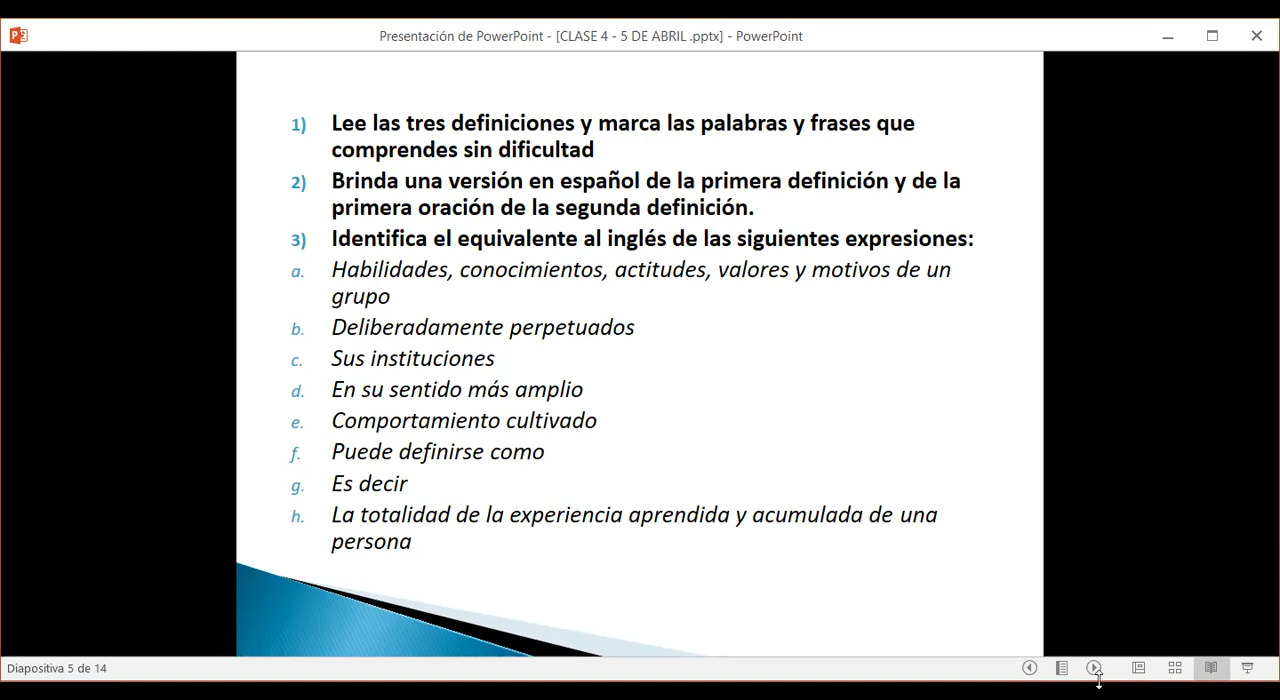 Presentación de PowerPoint - [CLASE 4 - 5 DE ABRIL .pptx] - PowerPoint
1) Lee las tres definiciones y marca las palabras y frases que
comprendes sin dificultad
2) Brinda una versión en español de la primera definición y de la
primera oración de la segunda definición.
3) Identifica el equivalente al inglés de las siguientes expresiones:
a. Habilidades, conocimientos, actitudes, valores y motivos de un
grupo
b. Deliberadamente perpetuados
c. Sus instituciones
d. En su sentido más amplio
e. Comportamiento cultivado
f. Puede definirse como
g. Es decir
h. La totalidad de la experiencia aprendida y acumulada de una
persona
Diapositiva 5 de 14